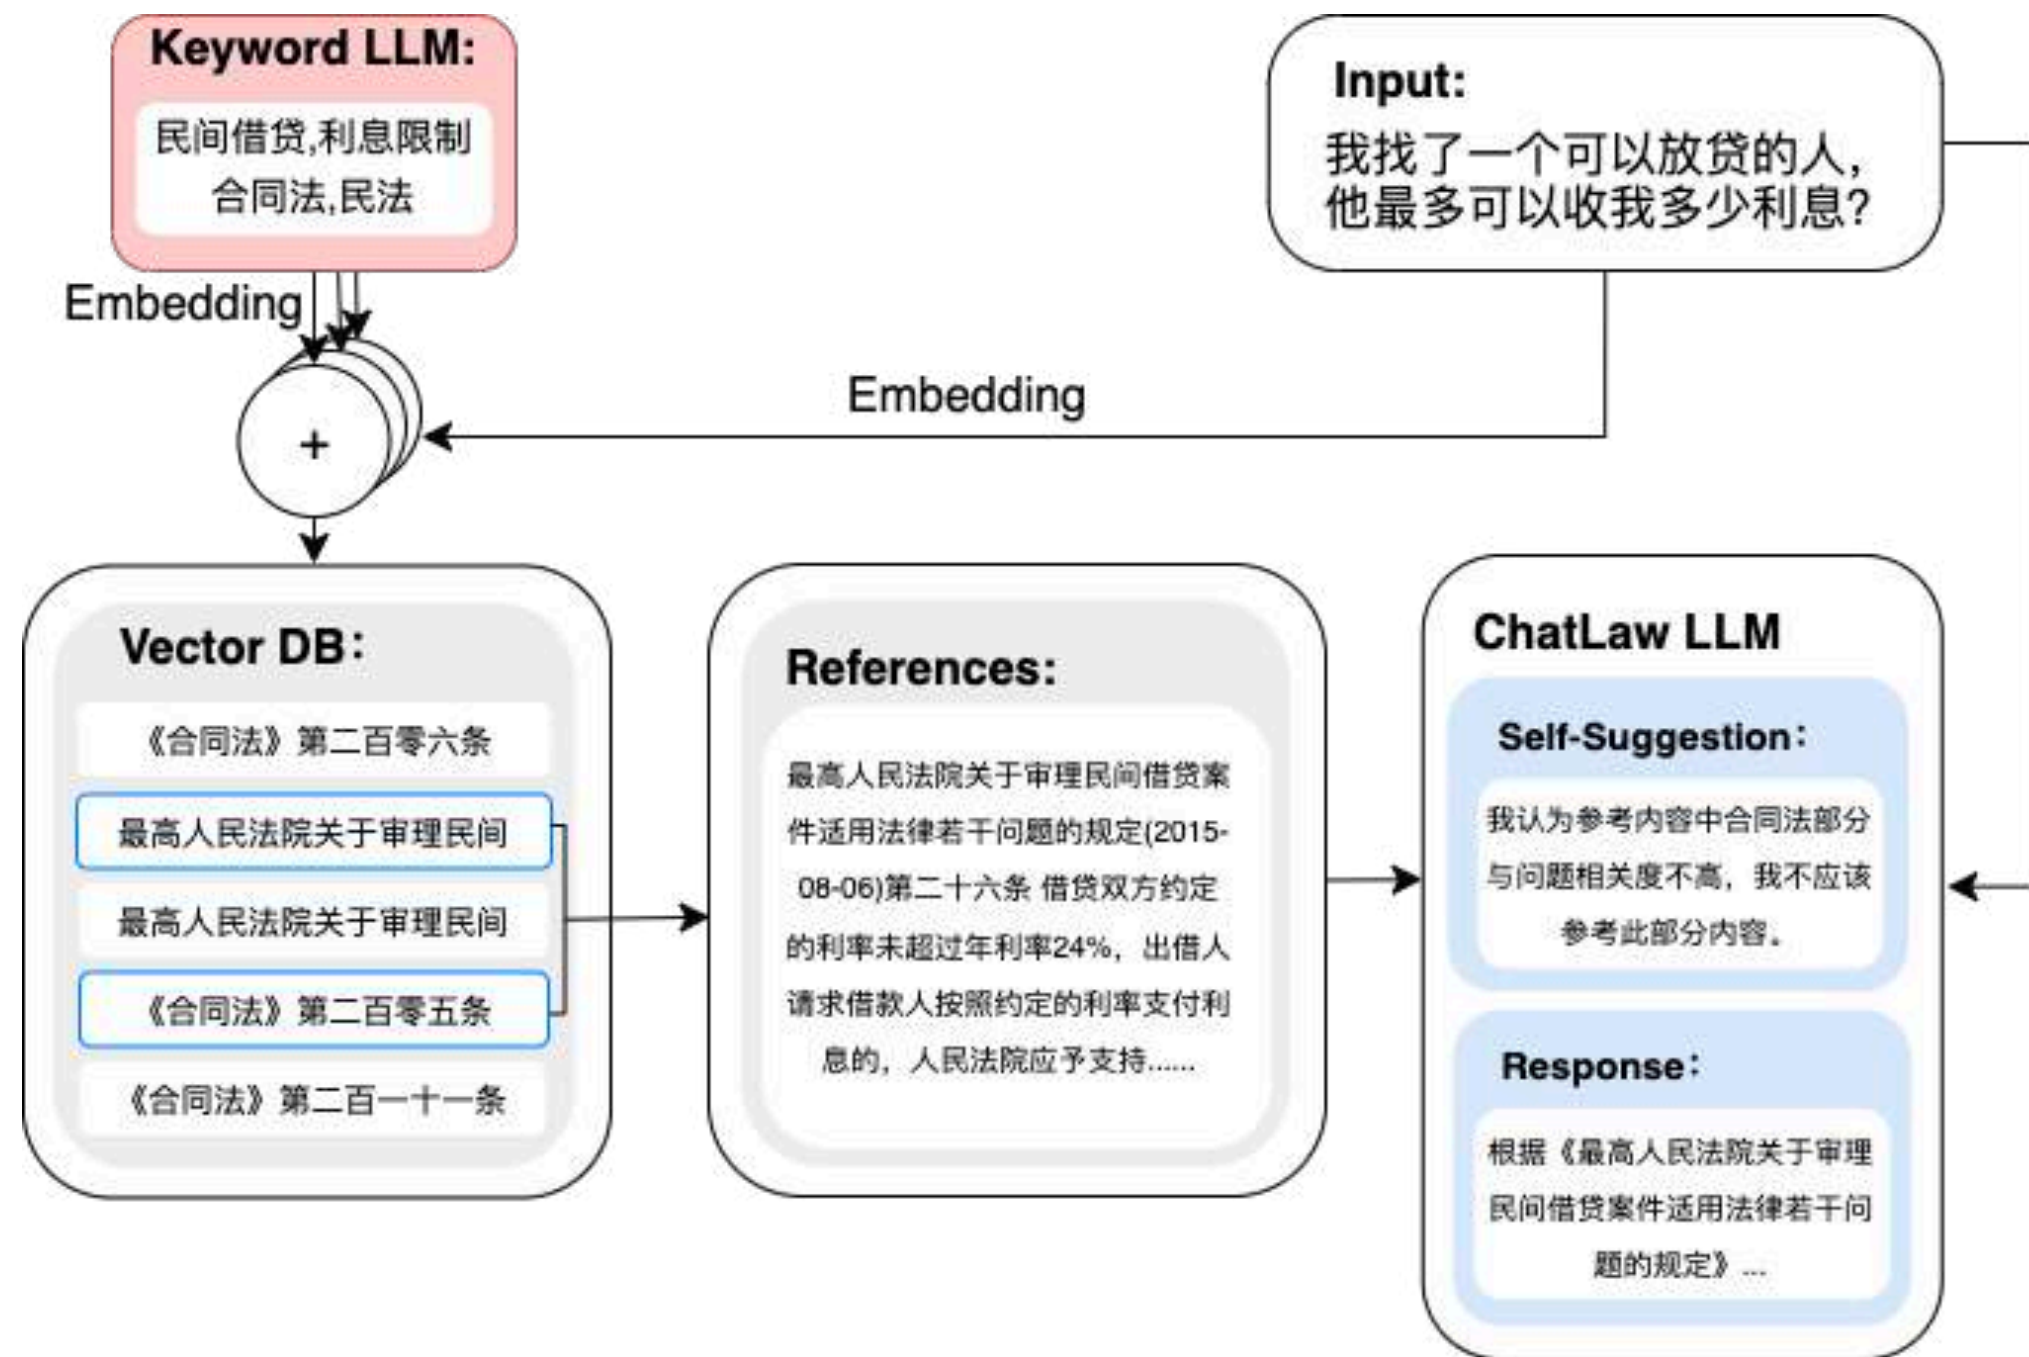 Keyword LLM:
民间借贷,利息限制
合同法,民法
Input:
我找了一个可以放贷的人，
他最多可以收我多少利息?
Embedding
Embedding
+
Vector DB：
《合同法》第二百零六条
最高人民法院关于审理民间
最高人民法院关于审理民间
《合同法》第二百零五条
《合同法》第二百一十一条
References:
最高人民法院关于审理民间借贷案
件适用法律若干问题的规定(2015-
08-06)第二十六条 借贷双方约定
的利率未超过年利率24%，出借人
请求借款人按照约定的利率支付利
息的，人民法院应予支持......
ChatLaw LLM
Self-Suggestion：
我认为参考内容中合同法部分
与问题相关度不高，我不应该
参考此部分内容。
Response：
根据《最高人民法院关于审理
民间借贷案件适用法律若干问
题的规定》...